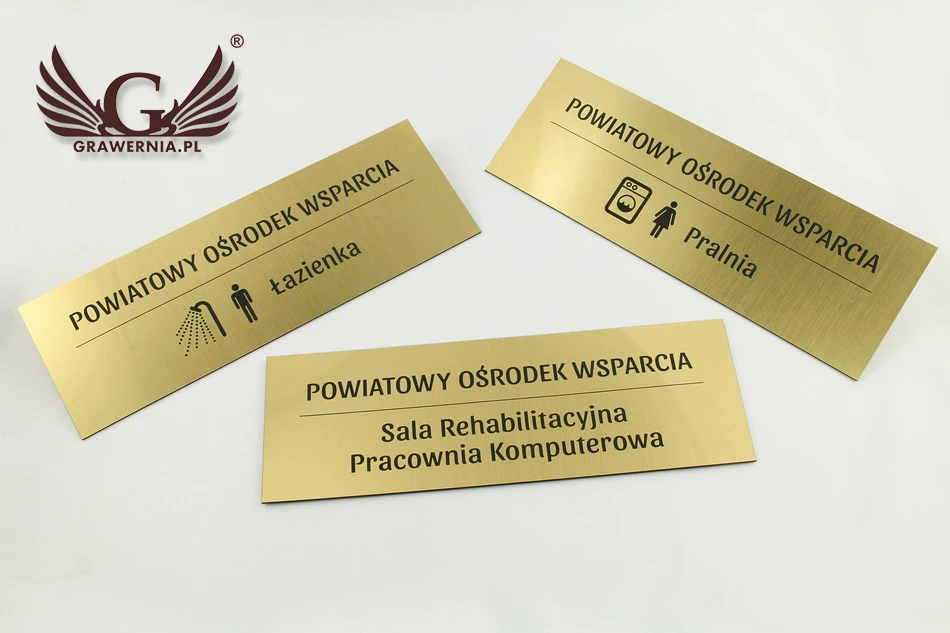 G
®
GRAWERNIA.PL
POWIATOWY OŚRODEK WSPARCIA
Łazienka
POWIATOWY OŚRODEK WSPARCIA
Pralnia
POWIATOWY OŚRODEK WSPARCIA
Sala Rehabilitacyjna
Pracownia Komputerowa